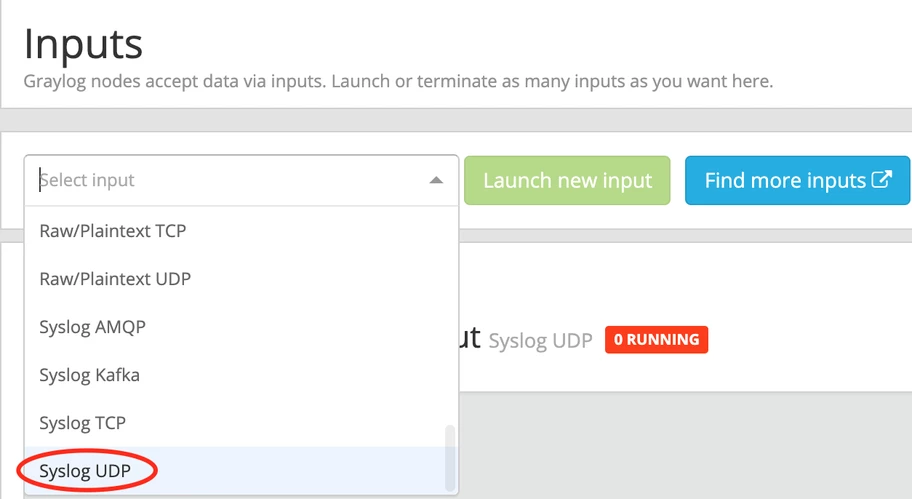 Inputs
Graylog nodes accept data via inputs. Launch or terminate as many inputs as you want here.
Select input
Launch new input
Find more inputs
Raw/Plaintext TCP
Raw/Plaintext UDP
Syslog AMQP
ut Syslog UDP 0 RUNNING
Syslog Kafka
Syslog TCP
Syslog UDP